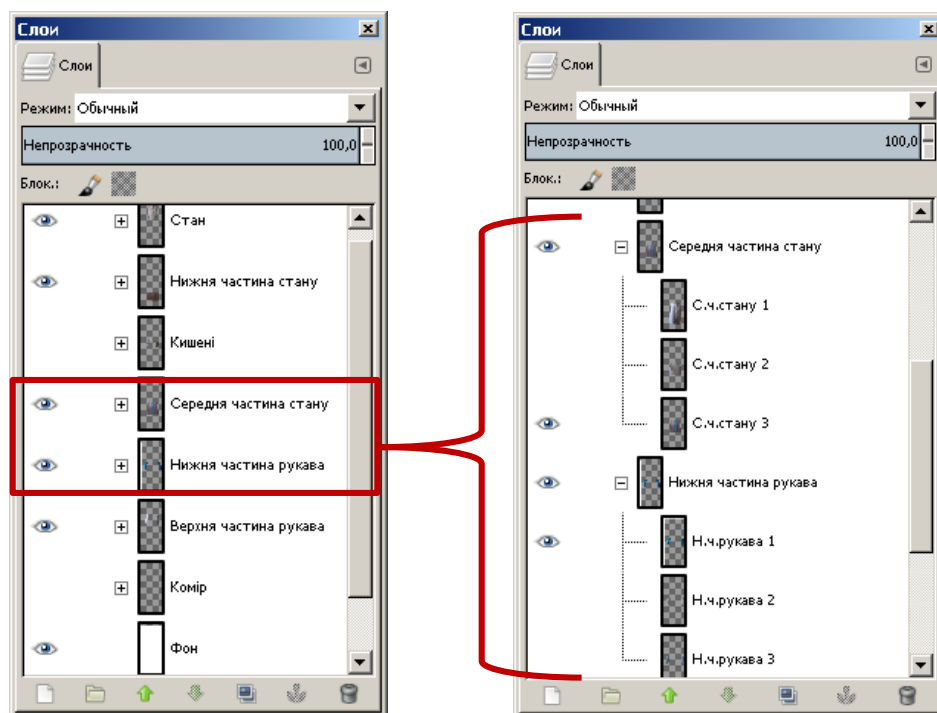 Слои
Слои
Режим: Обычный
Непрозрачность 100,0
Блок.:
Стан
Нижня частина стану
Кишені
Середня частина стану
Нижня частина рукава
Верхня частина рукава
Комір
Фон
Слои
Слои
Режим: Обычный
Непрозрачность 100,0
Блок.:
Середня частина стану
С.ч.стану 1
С.ч.стану 2
С.ч.стану 3
Нижня частина рукава
Н.ч.рукава 1
Н.ч.рукава 2
Н.ч.рукава 3